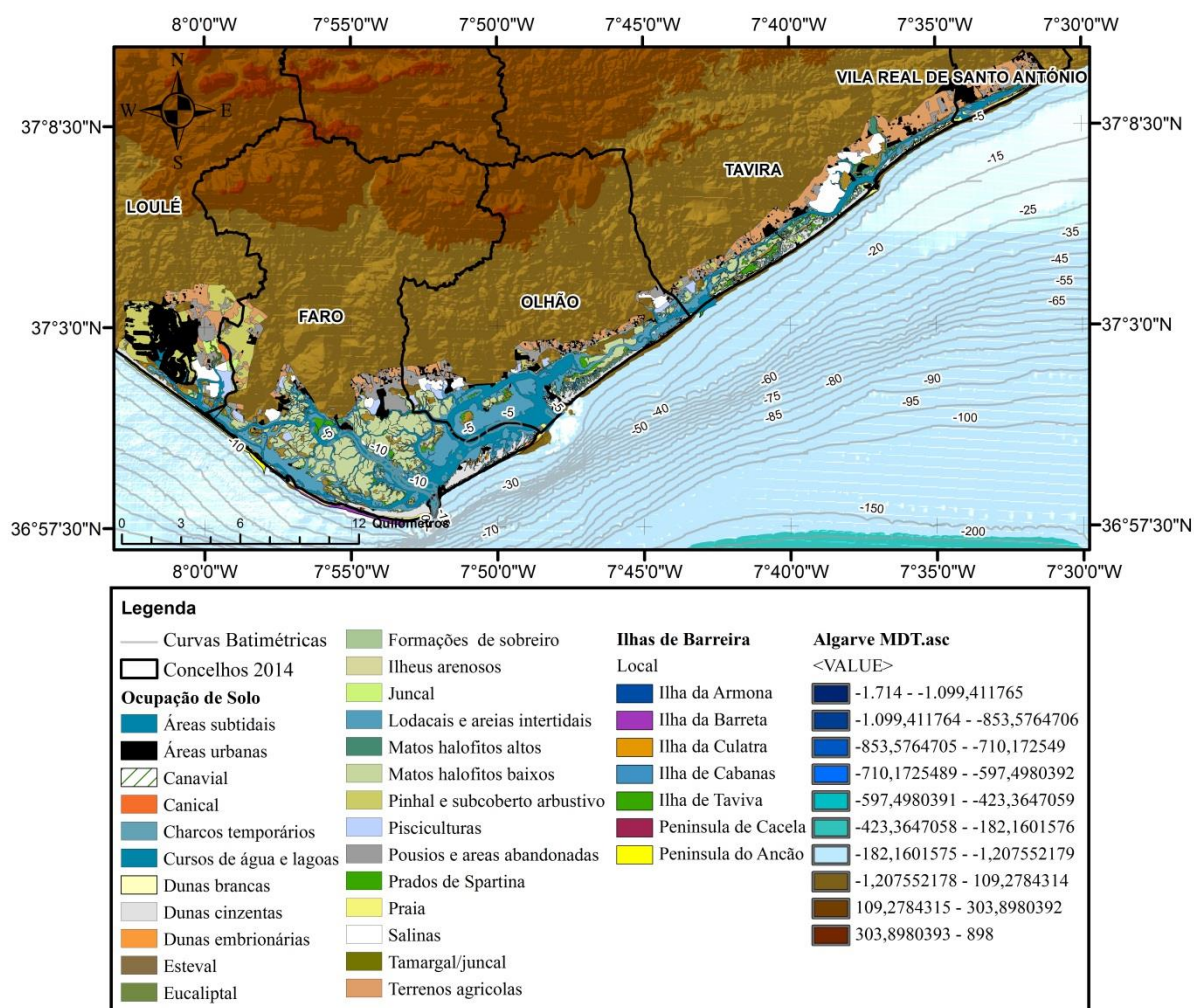 8°0'0"W 7°55'0"W 7°50'0"W 7°45'0"W 7°40'0"W 7°35'0"W 7°30'0"W
N
W E
S
VILA REAL DE SANTO ANTÓNIO
37°8'30"N 37°8'30"N
-5
-15
TAVIRA
LOULÉ
-25
-20
-35
-45
-55
-65
OLHÃO
FARO
37°3'0"N 37°3'0"N
-60
-80
-90
-75
-95
-40
-85
-100
-5
-5
-5
-5
-50
-10
-10
-10
-30
-150
-70
-200
0 3 6 12 Quilómetros
36°57'30"N 36°57'30"N
8°0'0"W 7°55'0"W 7°50'0"W 7°45'0"W 7°40'0"W 7°35'0"W 7°30'0"W
Legenda
Curvas Batimétricas
Concelhos 2014
Ocupação de Solo
Áreas subtidais
Áreas urbanas
Canavial
Canical
Charcos temporários
Cursos de água e lagoas
Dunas brancas
Dunas cinzentas
Dunas embrionárias
Esteval
Eucaliptal
Formações de sobreiro
Ilheus arenosos
Juncal
Lodacais e areias intertidais
Matos halofitos altos
Matos halofitos baixos
Pinhal e subcoberto arbustivo
Pisciculturas
Pousios e areas abandonadas
Prados de Spartina
Praia
Salinas
Tamargal/juncal
Terrenos agricolas
Ilhas de Barreira
Local
Ilha da Armona
Ilha da Barreta
Ilha da Culatra
Ilha de Cabanas
Ilha de Taviva
Peninsula de Cacela
Peninsula do Ancão
Algarve MDT.asc
<VALUE>
-1.714 - -1.099,411765
-1.099,411764 - -853,5764706
-853,5764705 - -710,172549
-710,1725489 - -597,4980392
-597,4980391 - -423,3647059
-423,3647058 - -182,1601576
-182,1601575 - -1,207552179
-1,207552178 - 109,2784314
109,2784315 - 303,8980392
303,8980393 - 898